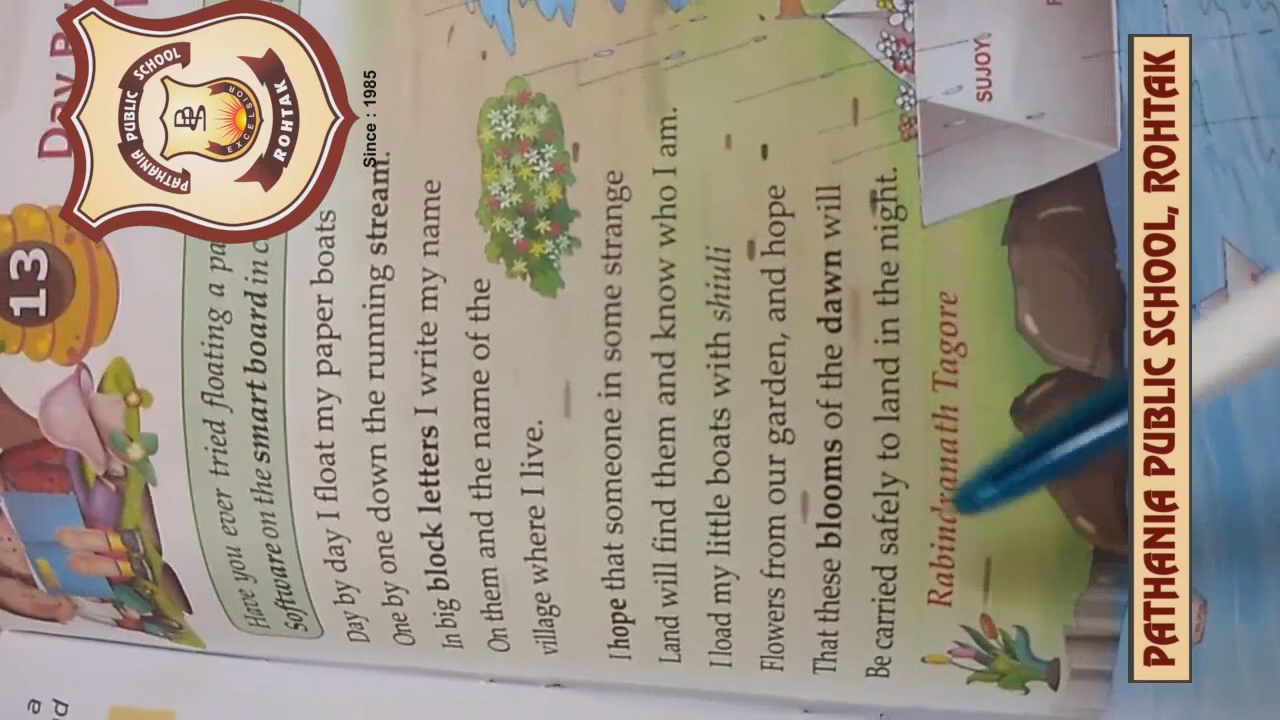 Day B
13
Have you ever tried floating a pa
software on the smart board in c
Day by day I float my paper boats
One by one down the running stream.
In big block letters I write my name
On them and the name of the
village where I live.
I hope that someone in some strange
Land will find them and know who I am.
I load my little boats with shiuli
Flowers from our garden, and hope
That these blooms of the dawn will
Be carried safely to land in the night.
Rabindranath Tagore
SUJOY
PATHANIA PUBLIC SCHOOL
PS
EXCELSIOR
ROHTAK
Since : 1985
PATHANIA PUBLIC SCHOOL, ROHTAK
a